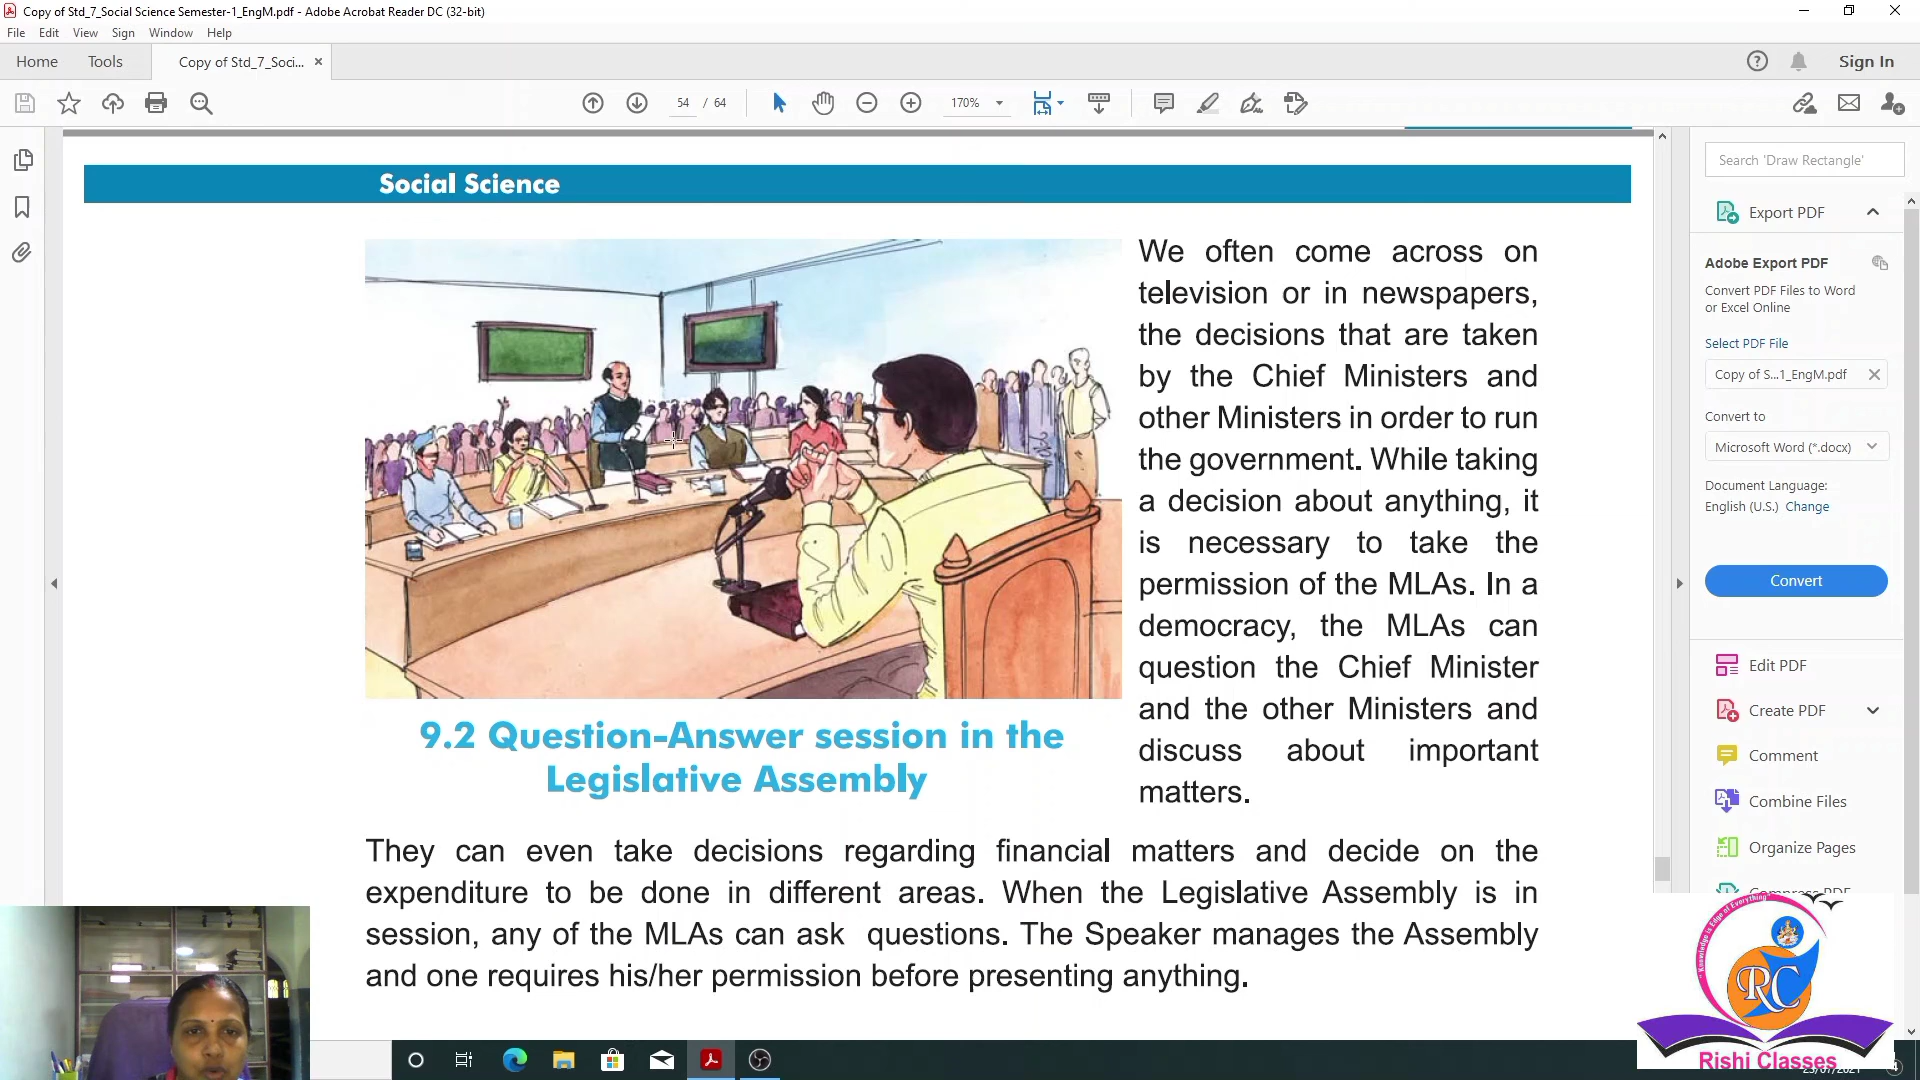 Copy of Std_7_Social Science Semester-1_EngM.pdf - Adobe Acrobat Reader DC (32-bit)
File Edit View Sign Window Help
Home Tools Copy of Std_7_Soci... Sign In
54 / 64 170%
Social Science
We often come across on
television or in newspapers,
the decisions that are taken
by the Chief Ministers and
other Ministers in order to run
the government. While taking
a decision about anything, it
is necessary to take the
permission of the MLAs. In a
democracy, the MLAs can
question the Chief Minister
and the other Ministers and
discuss about important
matters.
9.2 Question-Answer session in the
Legislative Assembly
They can even take decisions regarding financial matters and decide on the
expenditure to be done in different areas. When the Legislative Assembly is in
session, any of the MLAs can ask questions. The Speaker manages the Assembly
and one requires his/her permission before presenting anything.
Search 'Draw Rectangle'
Export PDF
Adobe Export PDF
Convert PDF Files to Word
or Excel Online
Select PDF File
Copy of S...1_EngM.pdf
Convert to
Microsoft Word (*.docx)
Document Language:
English (U.S.) Change
Convert
Edit PDF
Create PDF
Comment
Combine Files
Organize Pages
Compress PDF
RC
Rishi Classes